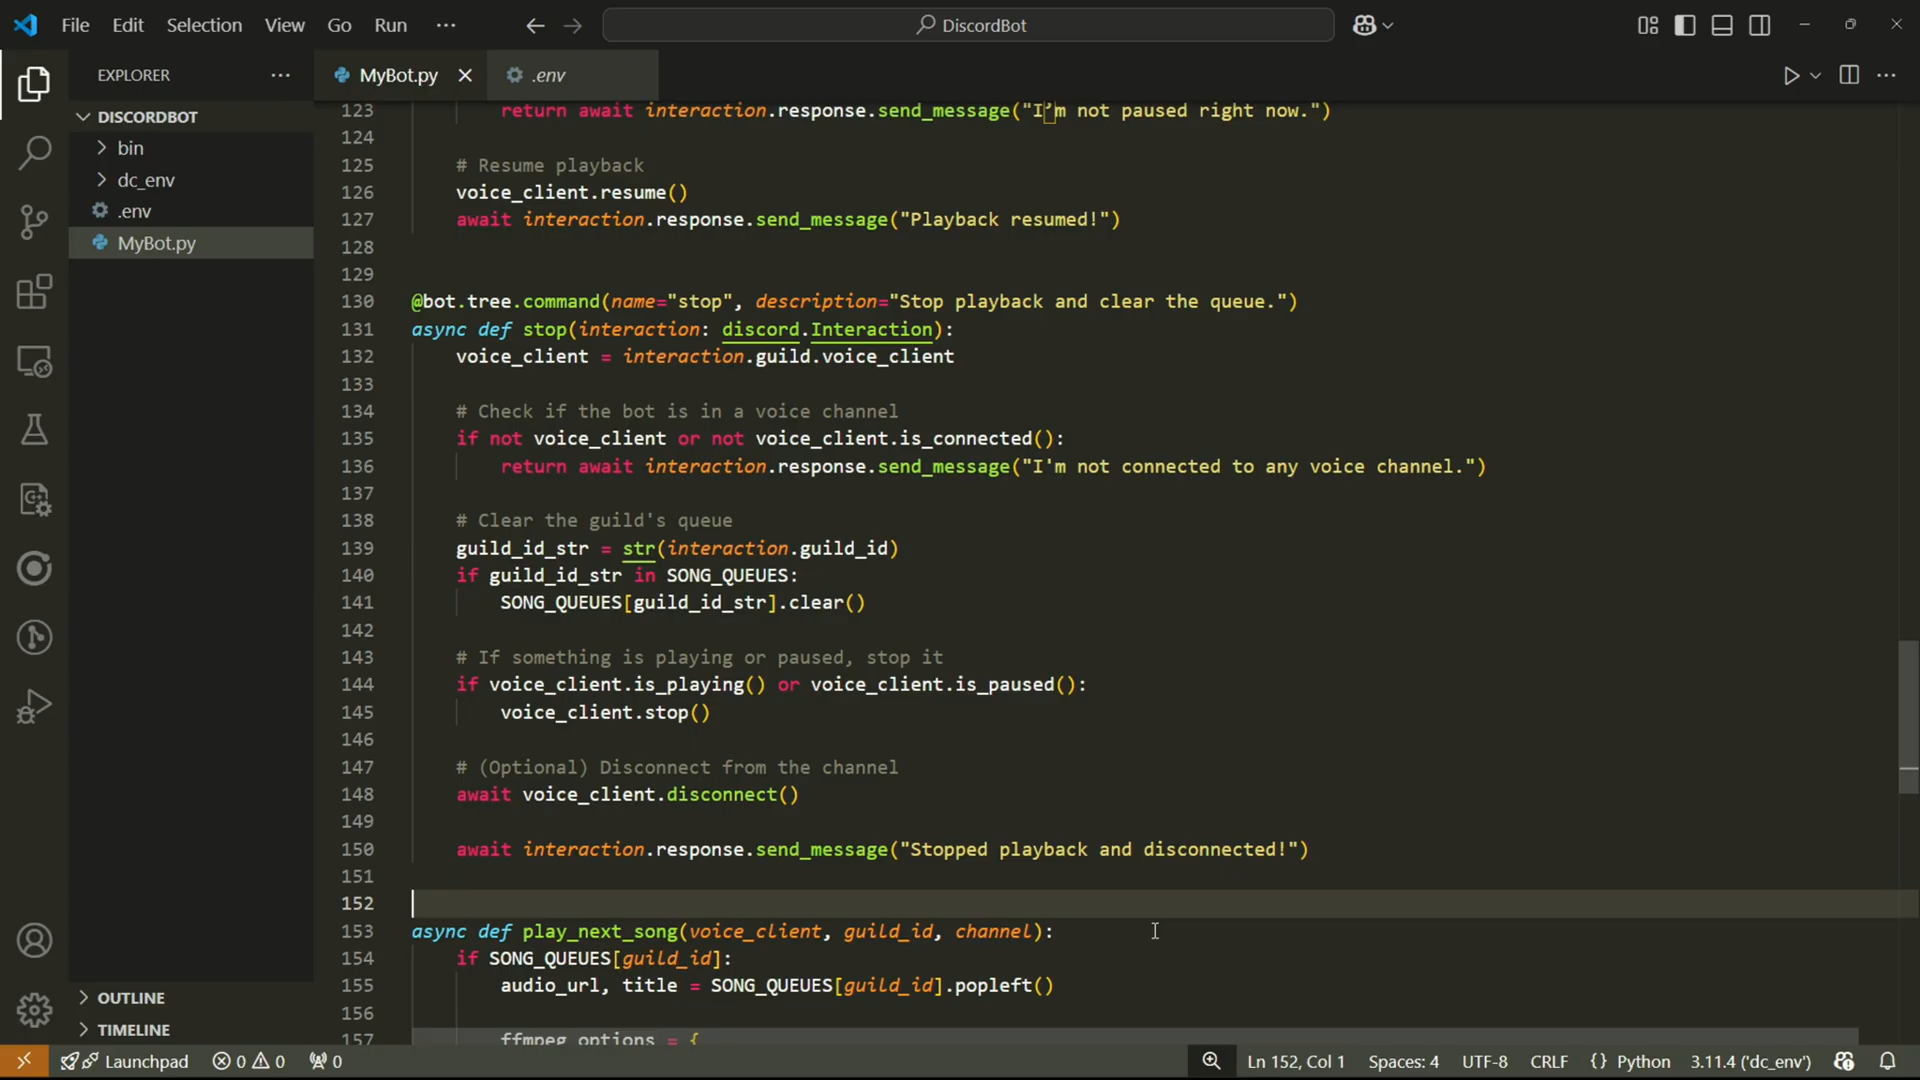 File Edit Selection View Go Run ··· DiscordBot
EXPLORER ··· MyBot.py .env
DISCORDBOT
bin
dc_env
.env
MyBot.py
OUTLINE
TIMELINE
123 return await interaction.response.send_message("I’m not paused right now.")
124
125 # Resume playback
126 voice_client.resume()
127 await interaction.response.send_message("Playback resumed!")
128
129
130 @bot.tree.command(name="stop", description="Stop playback and clear the queue.")
131 async def stop(interaction: discord.Interaction):
132 voice_client = interaction.guild.voice_client
133
134 # Check if the bot is in a voice channel
135 if not voice_client or not voice_client.is_connected():
136 return await interaction.response.send_message("I'm not connected to any voice channel.")
137
138 # Clear the guild's queue
139 guild_id_str = str(interaction.guild_id)
140 if guild_id_str in SONG_QUEUES:
141 SONG_QUEUES[guild_id_str].clear()
142
143 # If something is playing or paused, stop it
144 if voice_client.is_playing() or voice_client.is_paused():
145 voice_client.stop()
146
147 # (Optional) Disconnect from the channel
148 await voice_client.disconnect()
149
150 await interaction.response.send_message("Stopped playback and disconnected!")
151
152
153 async def play_next_song(voice_client, guild_id, channel):
154 if SONG_QUEUES[guild_id]:
155 audio_url, title = SONG_QUEUES[guild_id].popleft()
156
157 ffmpeg_options = {
Launchpad 0 0 0 Ln 152, Col 1 Spaces: 4 UTF-8 CRLF {} Python 3.11.4 ('dc_env')